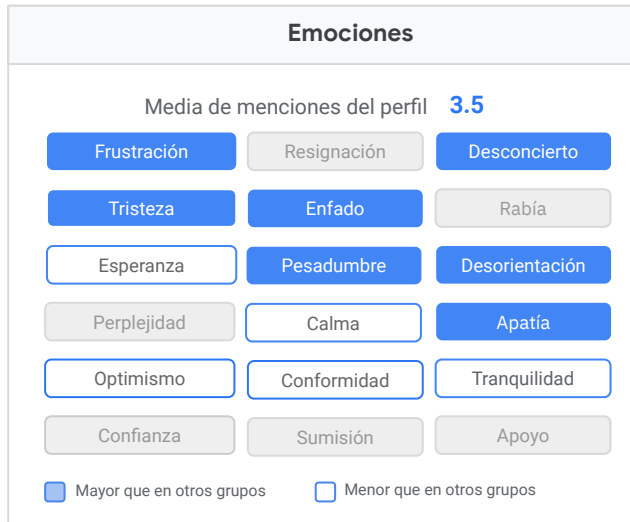 Emociones
Media de menciones del perfil 3.5
Frustración Resignación Desconcierto
Tristeza Enfado Rabía
Esperanza Pesadumbre Desorientación
Perplejidad Calma Apatía
Optimismo Conformidad Tranquilidad
Confianza Sumisión Apoyo
Mayor que en otros grupos Menor que en otros grupos